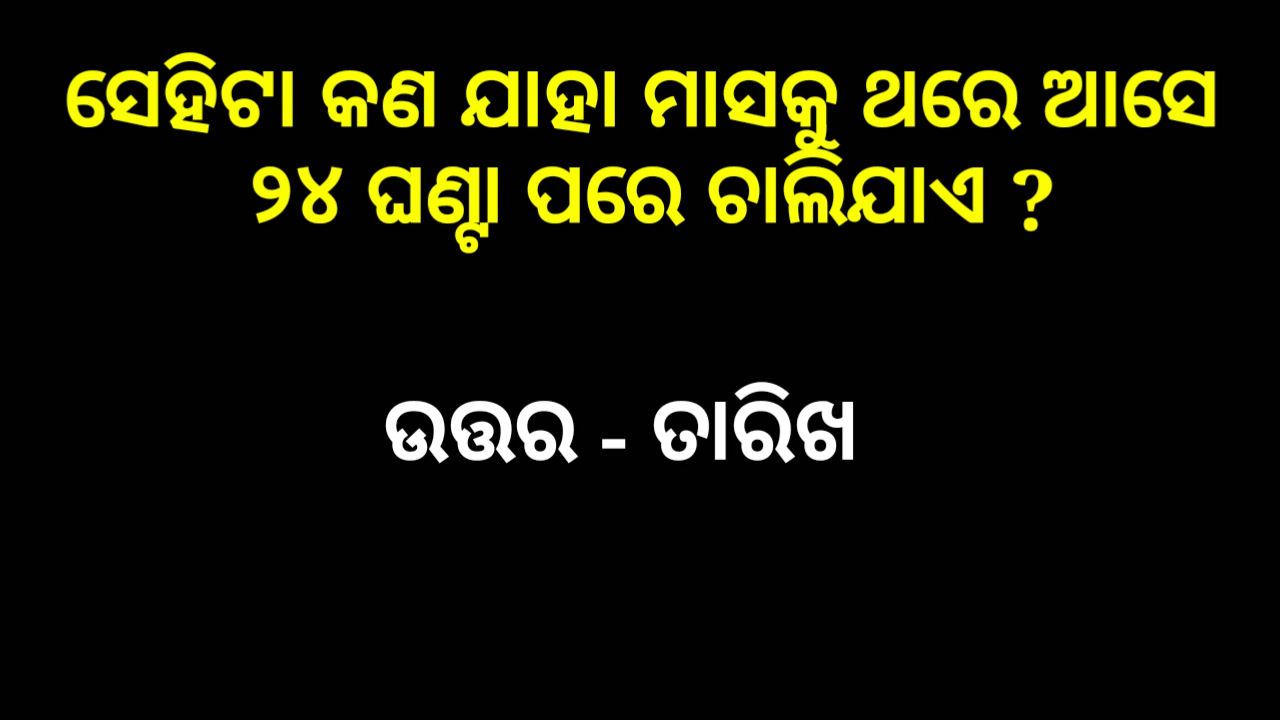 ସେହିଟା କଣ ଯାହା ମାସକୁ ଥରେ ଆସେ
୨୪ ଘଣ୍ଟା ପରେ ଚାଲିଯାଏ ?
ଉତ୍ତର - ତାରିଖ